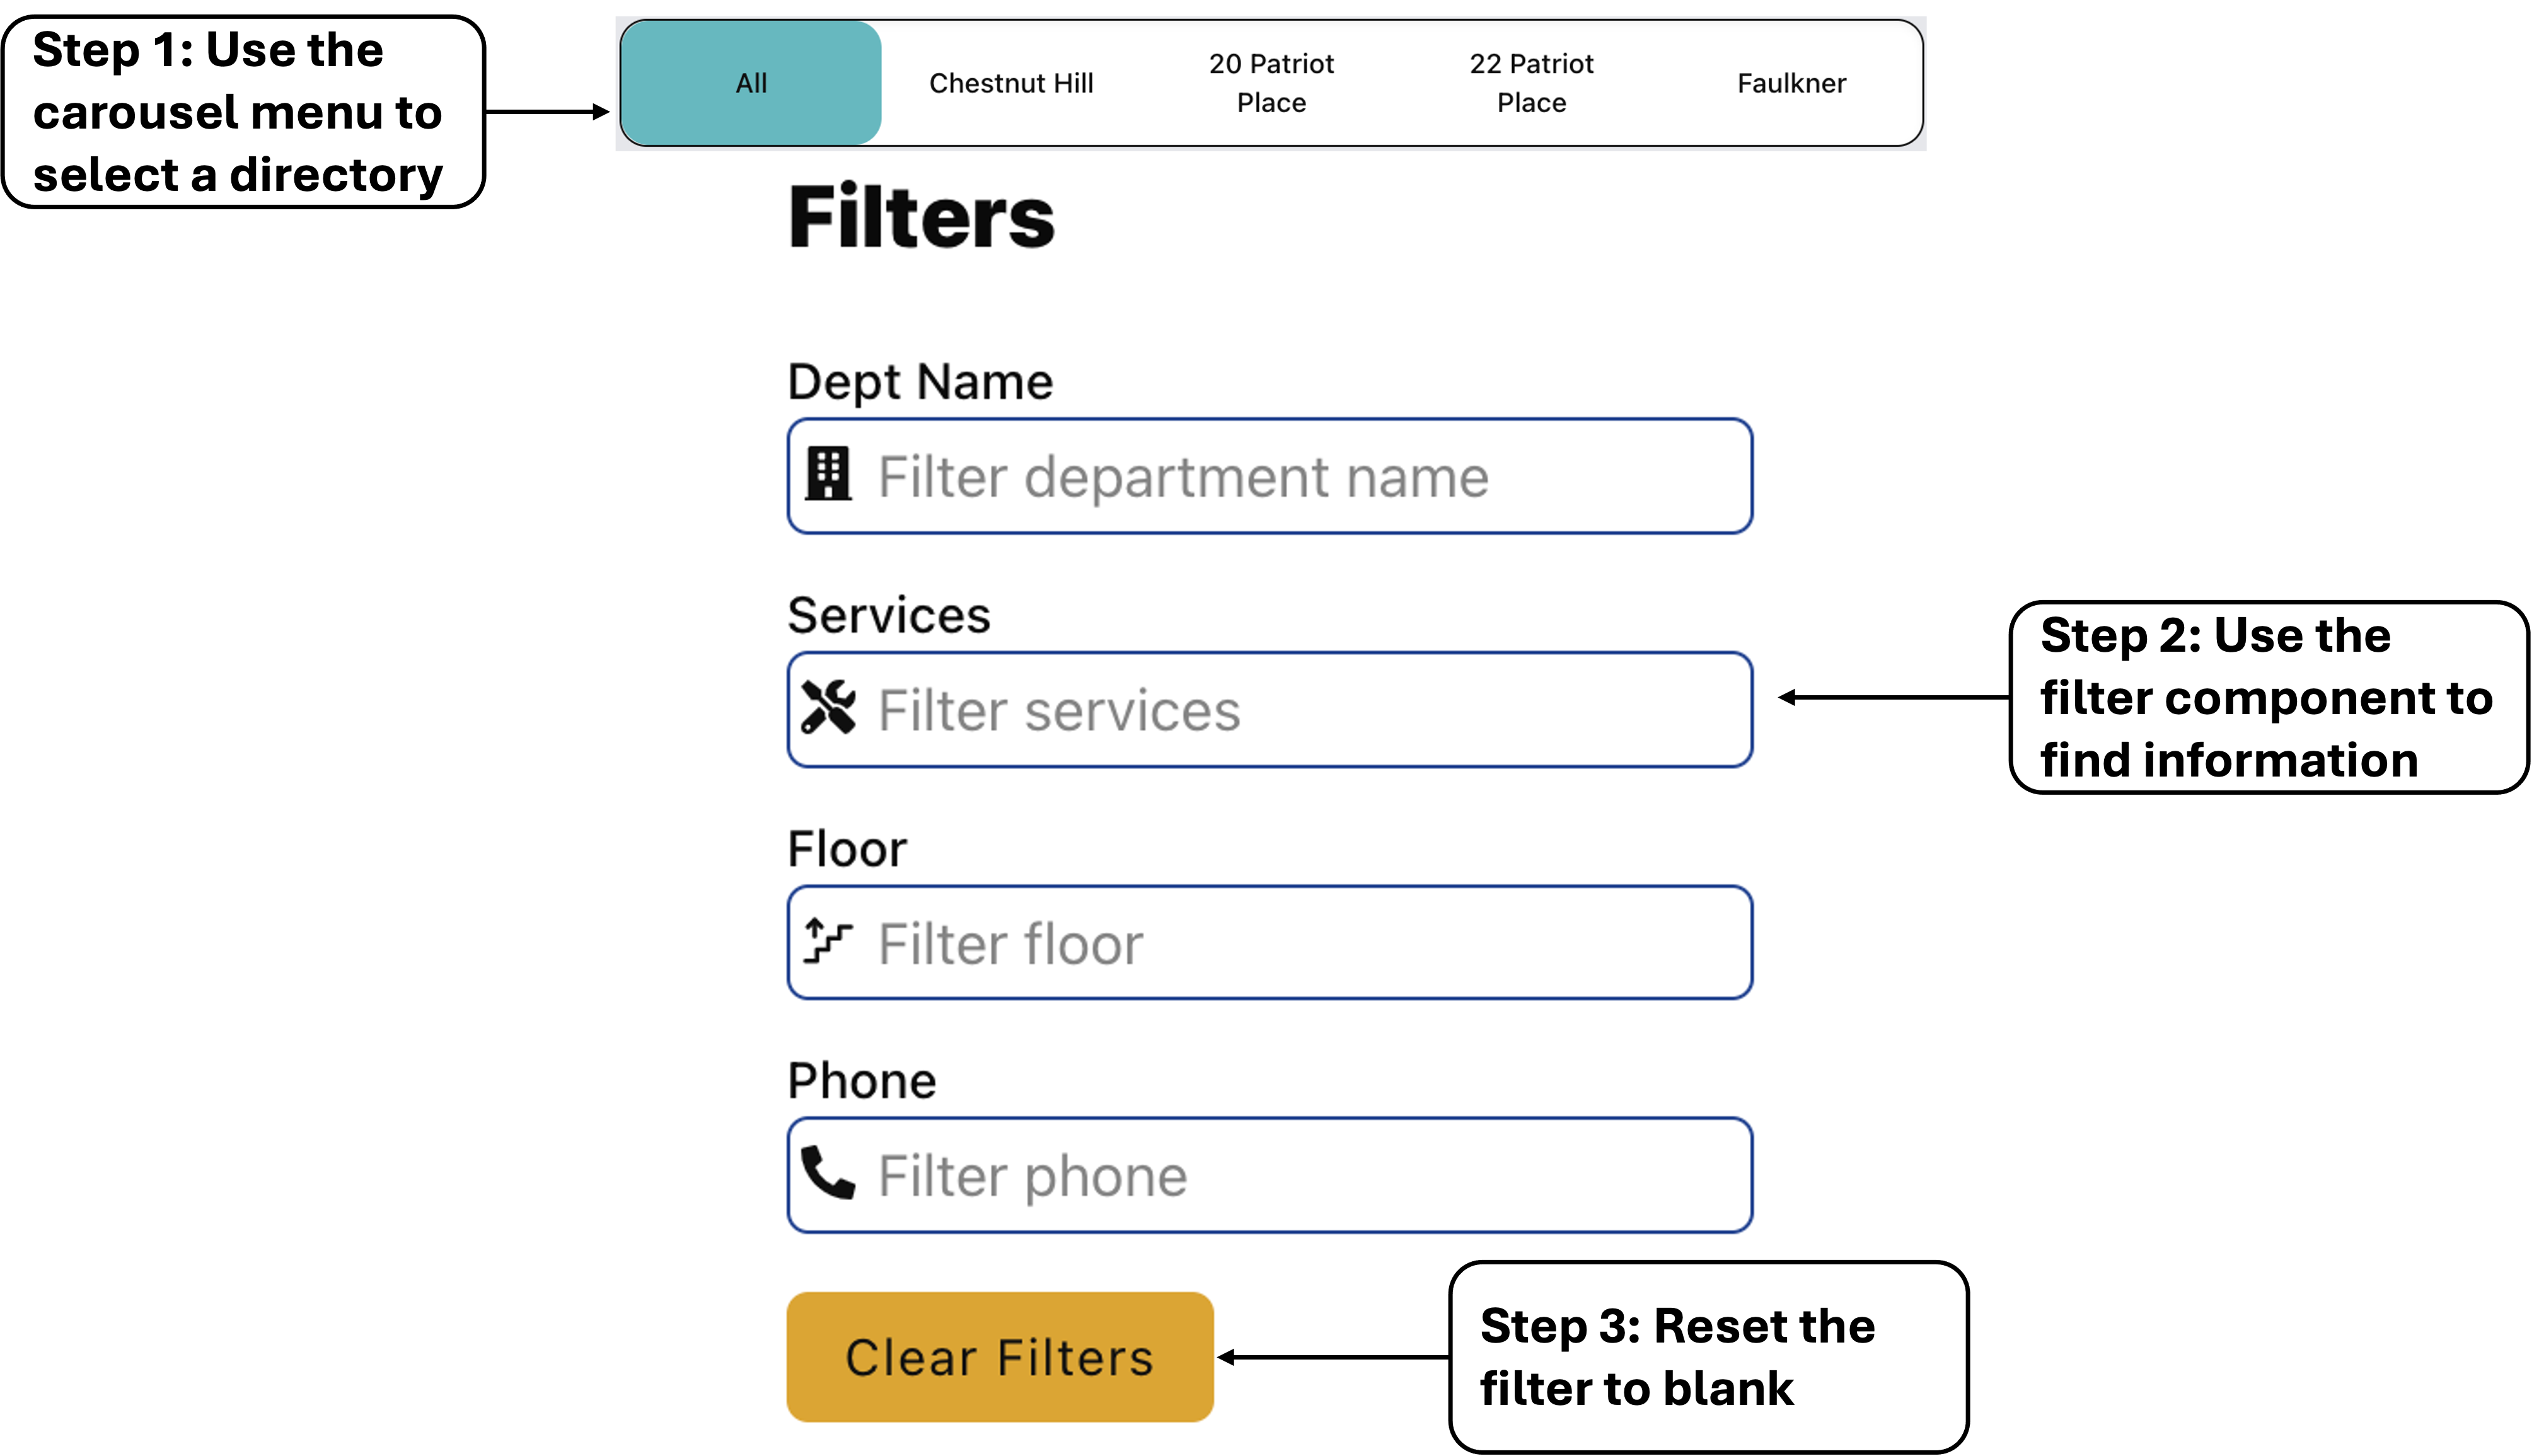 Step 1: Use the
carousel menu to
select a directory
All
Chestnut Hill
20 Patriot
Place
22 Patriot
Place
Faulkner
Filters
Dept Name
Filter department name
Services
Filter services
Step 2: Use the
filter component to
find information
Floor
Filter floor
Phone
Filter phone
Clear Filters
Step 3: Reset the
filter to blank